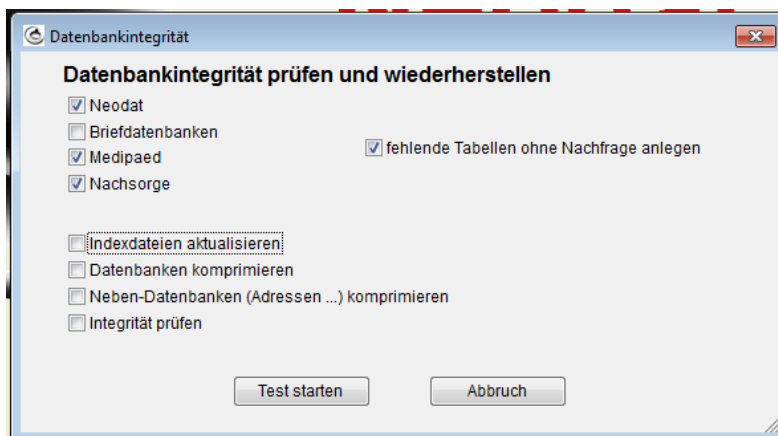 Datenbankintegrität
Datenbankintegrität prüfen und wiederherstellen
Neodat
Briefdatenbanken
Medipaed
Nachsorge
fehlende Tabellen ohne Nachfrage anlegen
Indexdateien aktualisieren
Datenbanken komprimieren
Neben-Datenbanken (Adressen ...) komprimieren
Integrität prüfen
Test starten
Abbruch